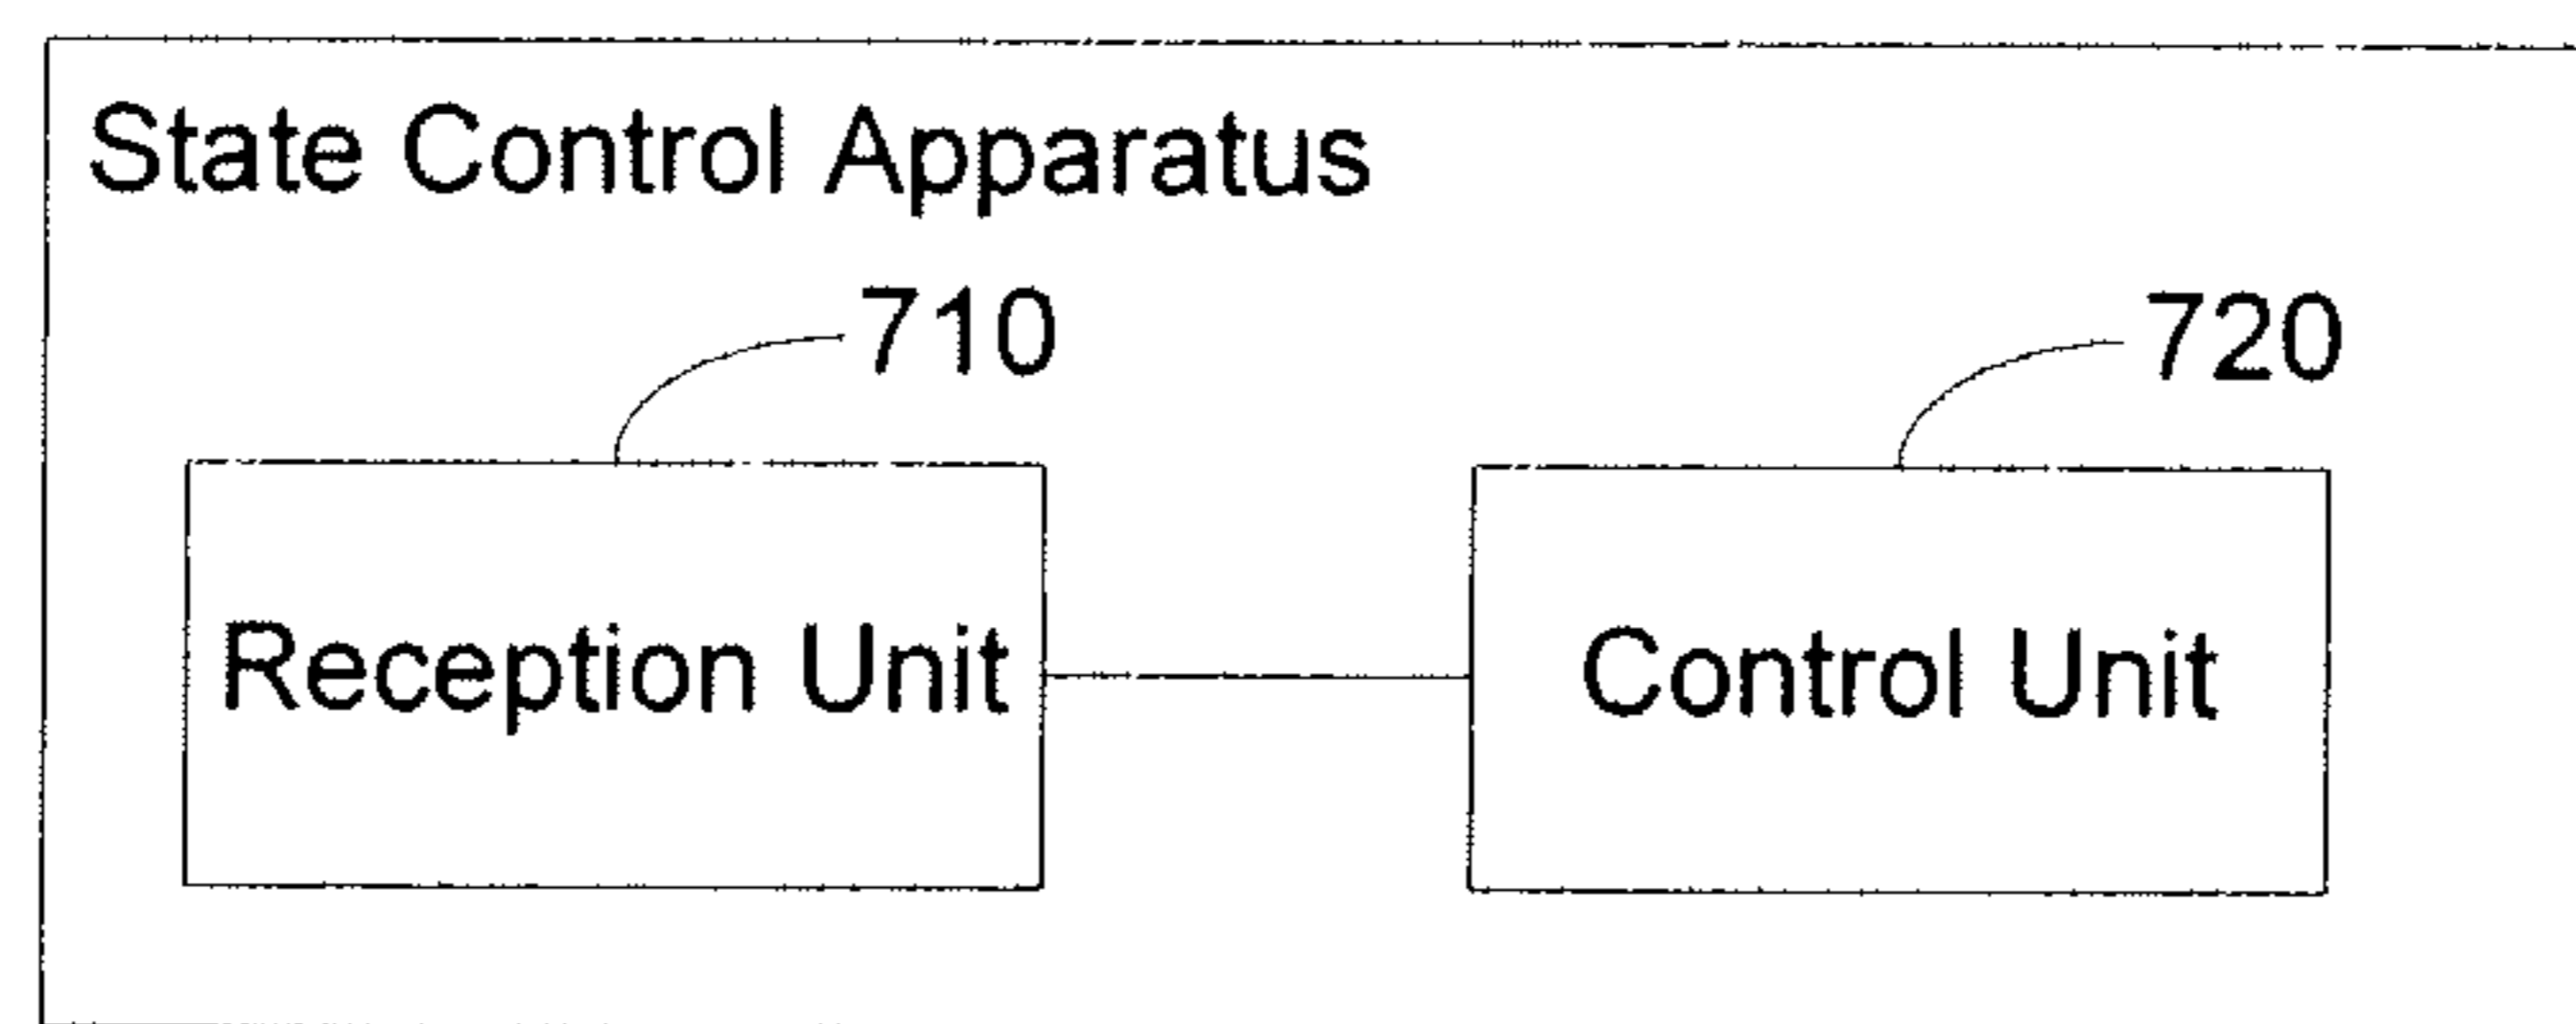 State Control Apparatus
710
720
Reception Unit
Control Unit